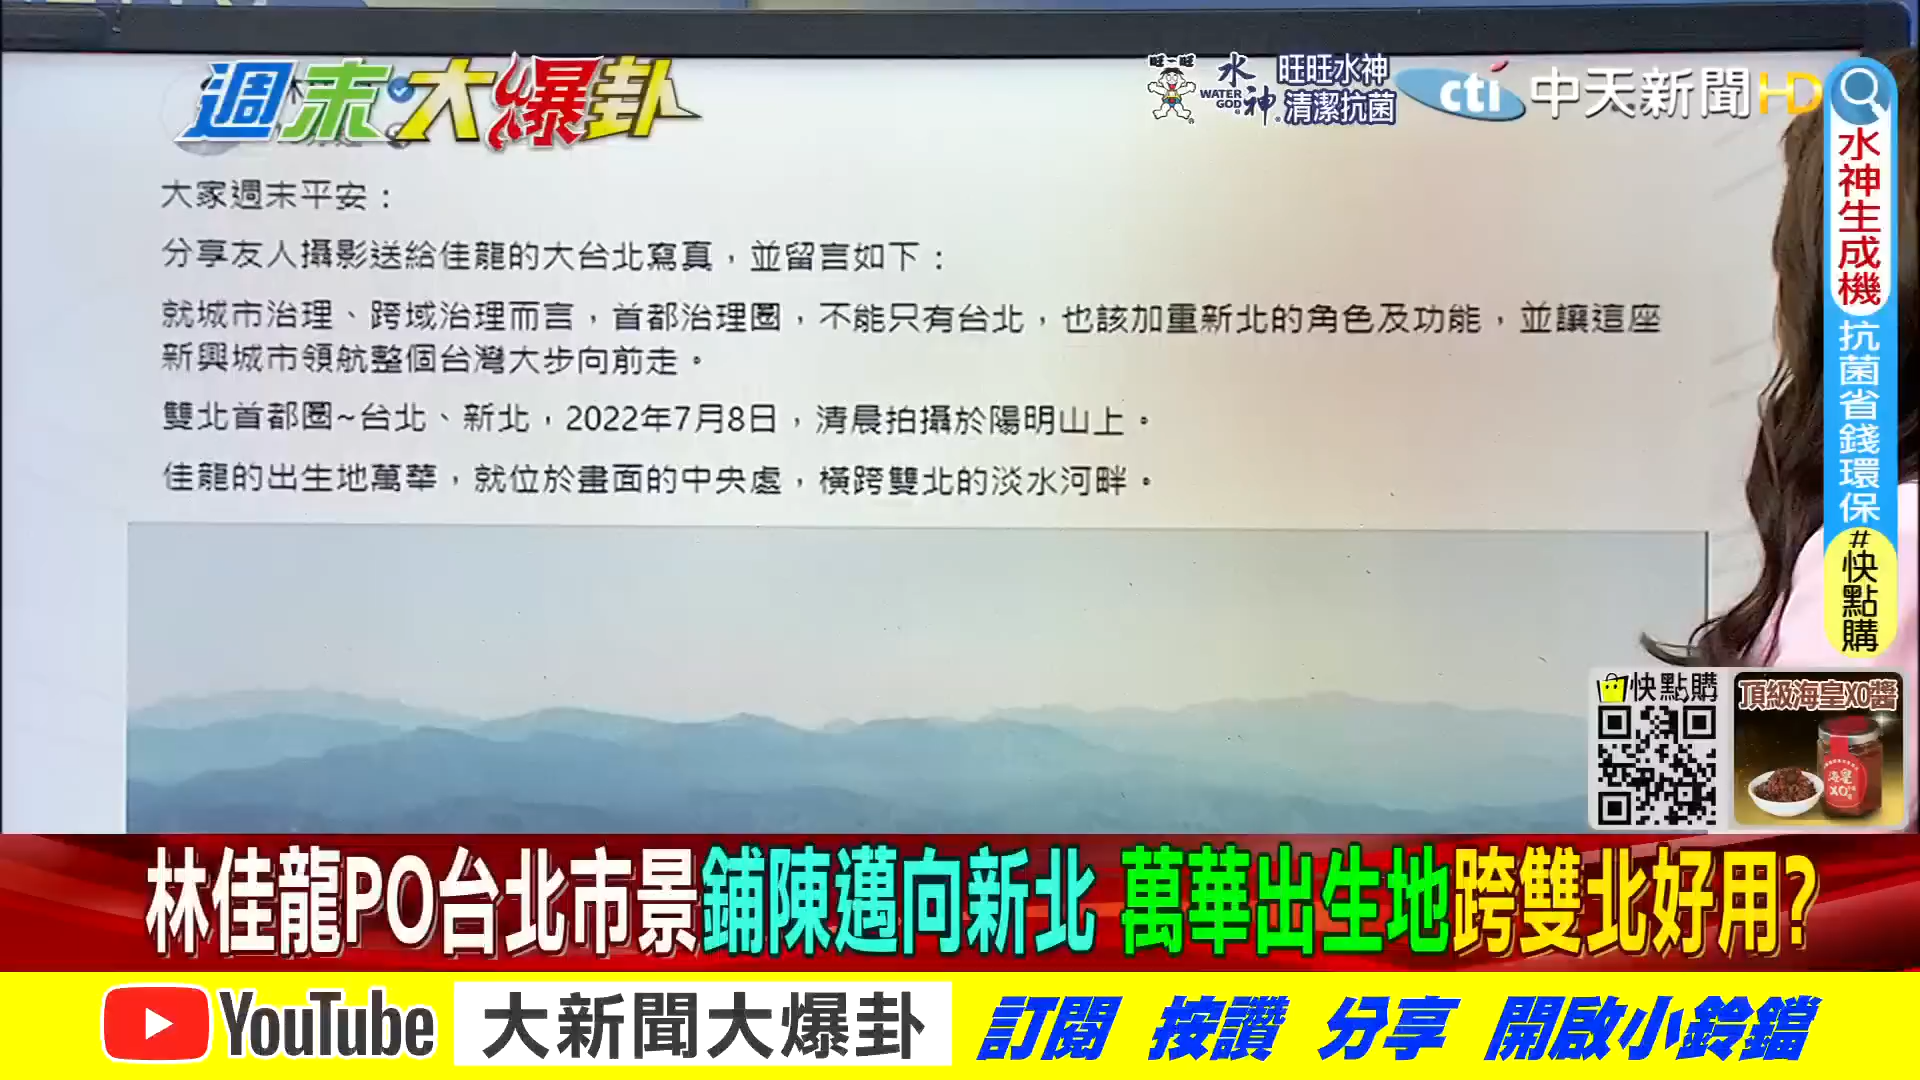 週末大爆卦
旺一旺
水神
WATER GOD
旺旺水神
清潔抗菌
cti 中天新聞HD
大家週末平安：
分享友人攝影送給佳龍的大台北寫真，並留言如下：
就城市治理、跨域治理而言，首都治理圈，不能只有台北，也該加重新北的角色及功能，並讓這座
新興城市領航整個台灣大步向前走。
雙北首都圈~台北、新北，2022年7月8日，清晨拍攝於陽明山上。
佳龍的出生地萬華，就位於畫面的中央處，橫跨雙北的淡水河畔。
水神生成機
抗菌省錢環保
#快點購
快點購
頂級海皇XO醬
海皇
XO醬
林佳龍PO台北市景鋪陳邁向新北 萬華出生地跨雙北好用?
YouTube 大新聞大爆卦 訂閱 按讚 分享 開啟小鈴鐺